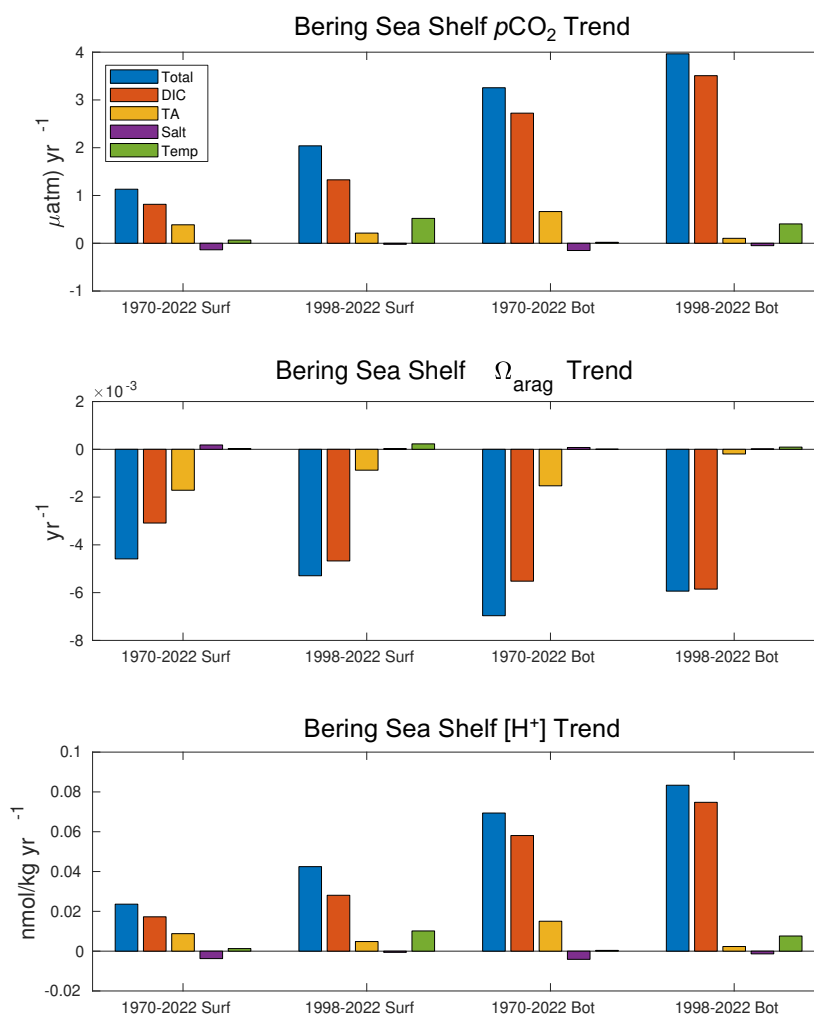 Bering Sea Shelf pCO₂ Trend
μatm) yr ⁻¹
4
3
2
1
0
-1
Total
DIC
TA
Salt
Temp
1970-2022 Surf 1998-2022 Surf 1970-2022 Bot 1998-2022 Bot
Bering Sea Shelf Ω_arag Trend
×10⁻³
yr⁻¹
2
0
-2
-4
-6
-8
1970-2022 Surf 1998-2022 Surf 1970-2022 Bot 1998-2022 Bot
Bering Sea Shelf [H⁺] Trend
nmol/kg yr ⁻¹
0.1
0.08
0.06
0.04
0.02
0
-0.02
1970-2022 Surf 1998-2022 Surf 1970-2022 Bot 1998-2022 Bot